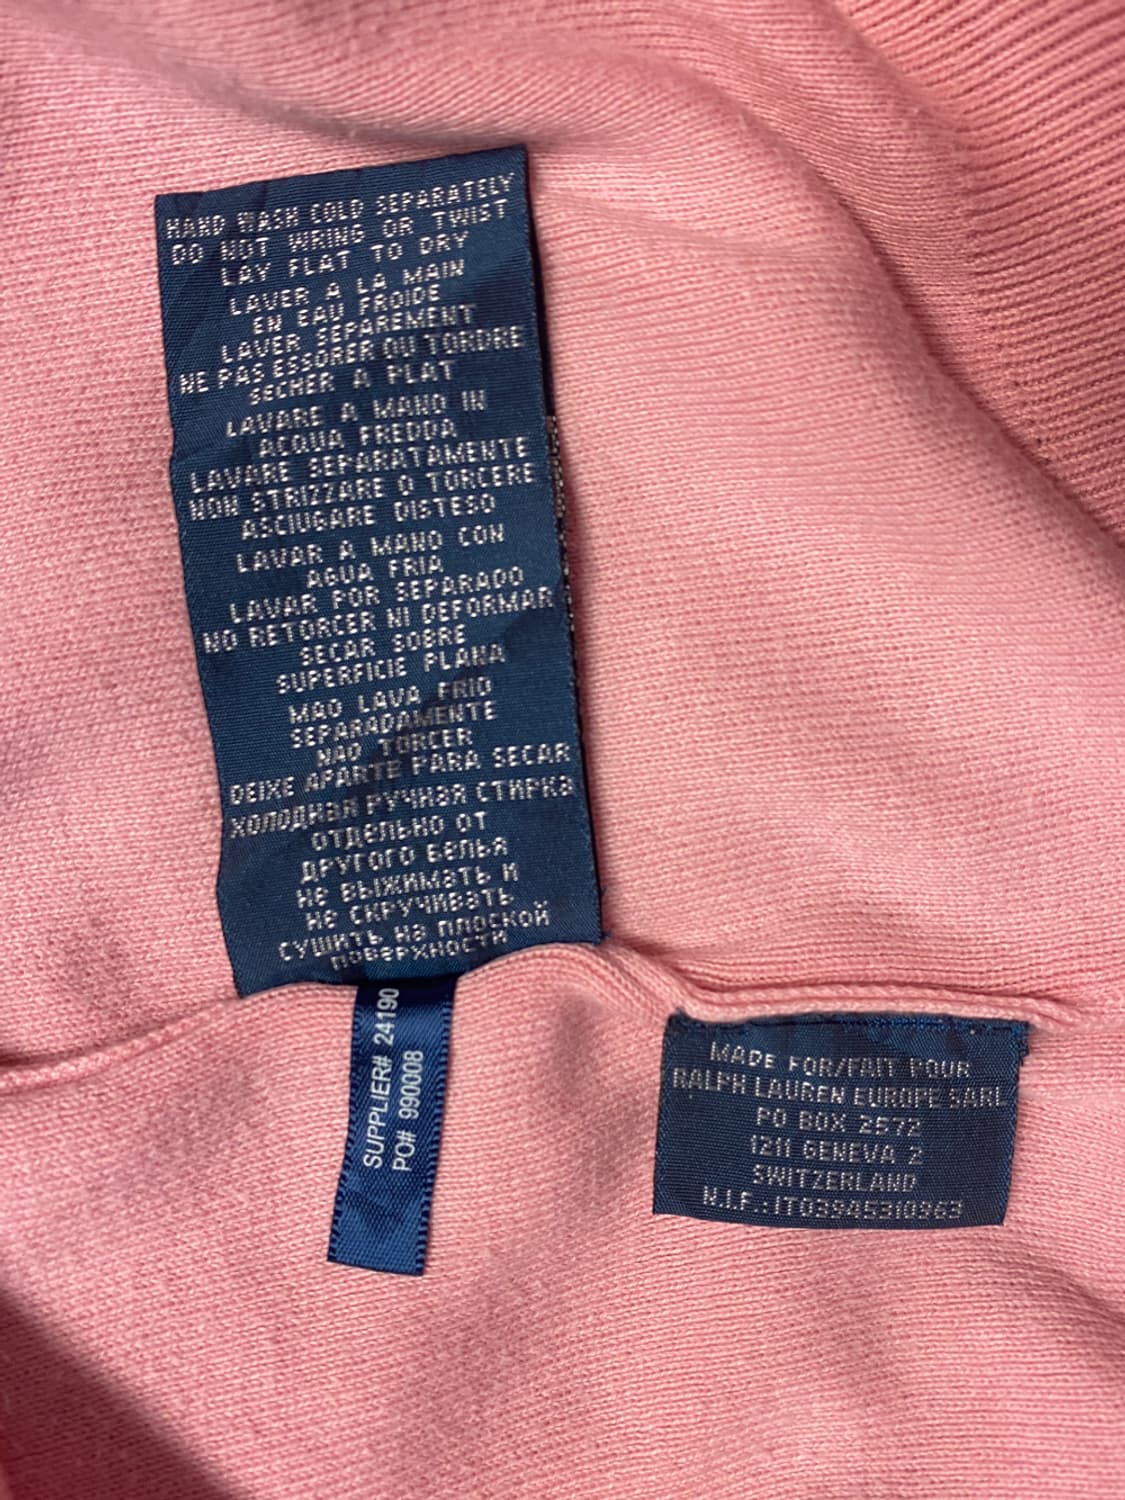 HAND WASH COLD SEPARATELY
DO NOT WRING OR TWIST
LAY FLAT TO DRY
LAVER A LA MAIN
EN EAU FROIDE
LAVER SEPAREMENT
NE PAS ESSORER OU TORDRE
SECHER A PLAT
LAVARE A MANO IN
ACQUA FREDDA
LAVARE SEPARATAMENTE
NON STRIZZARE O TORCERE
ASCIUGARE DISTESO
LAVAR A MANO CON
AGUA FRIA
LAVAR POR SEPARADO
NO RETORCER NI DEFORMAR
SECAR SOBRE
SUPERFICIE PLANA
MAO LAVA FRIO
SEPARADAMENTE
NAO TORCER
DEIXE APARTE PARA SECAR
ХОЛОДНАЯ РУЧНАЯ СТИРКА
ОТДЕЛЬНО ОТ
ДРУГОГО БЕЛЬЯ
НЕ ВЫЖИМАТЬ И
НЕ СКРУЧИВАТЬ
СУШИТЬ НА ПЛОСКОЙ
ПОВЕРХНОСТИ
SUPPLIER# 24190
PO# 990008
MADE FOR/FAIT POUR
RALPH LAUREN EUROPE SARL
PO BOX 2572
1211 GENEVA 2
SWITZERLAND
N.I.F.:IT03945310963